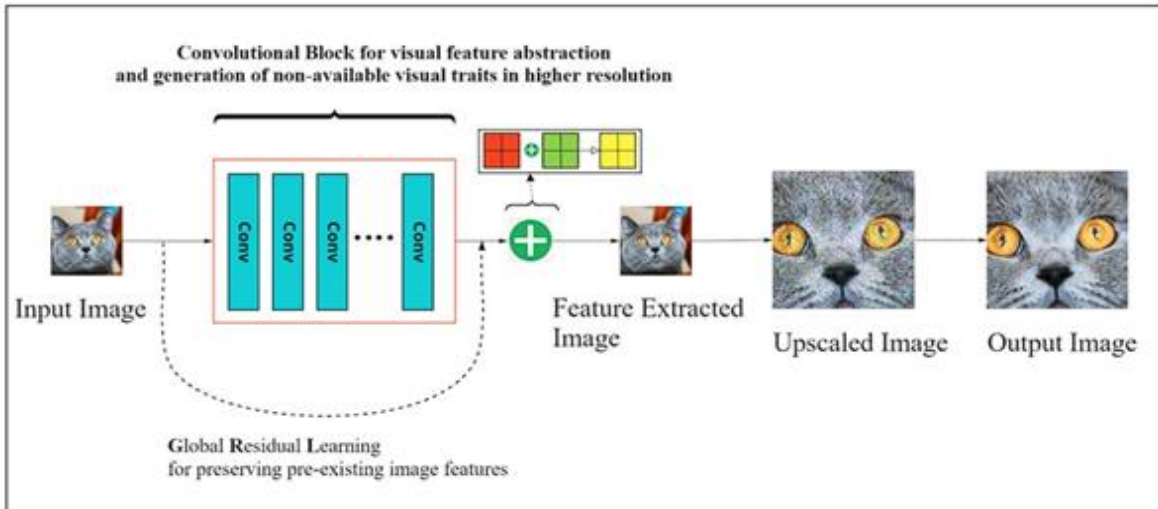 Convolutional Block for visual feature abstraction
and generation of non-available visual traits in higher resolution
Conv
Conv
Conv
Conv
Input Image
Feature Extracted
Image
Upscaled Image
Output Image
Global Residual Learning
for preserving pre-existing image features